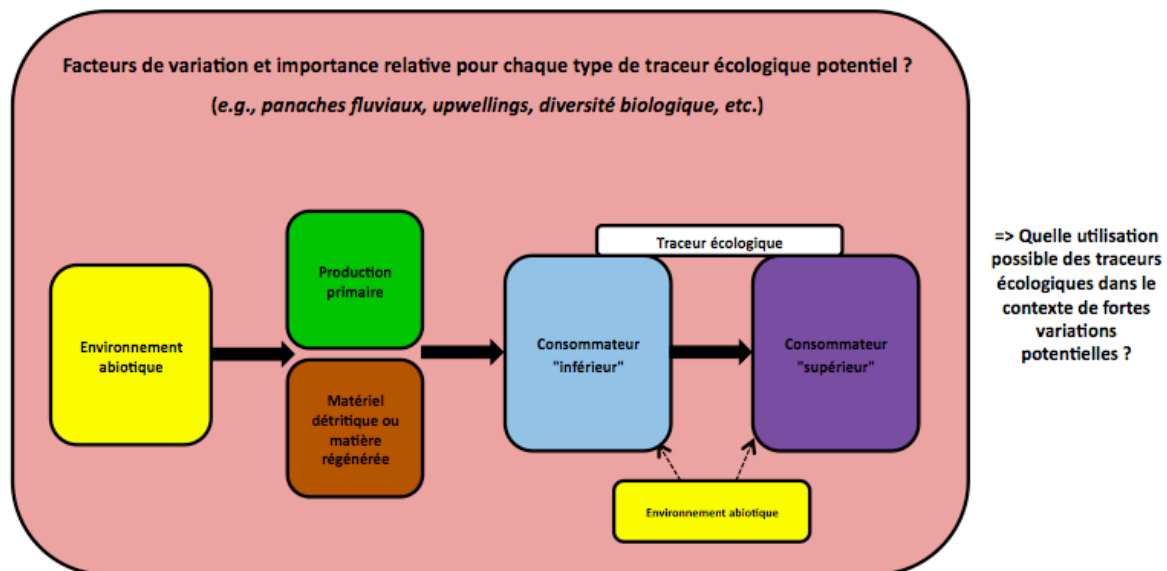 Facteurs de variation et importance relative pour chaque type de traceur écologique potentiel ?
(e.g., panaches fluviaux, upwellings, diversité biologique, etc.)
Environnement
abiotique
Production
primaire
Matériel
détritique ou
matière
régénérée
Traceur écologique
Consommateur
"inférieur"
Consommateur
"supérieur"
Environnement abiotique
=> Quelle utilisation
possible des traceurs
écologiques dans le
contexte de fortes
variations
potentielles ?